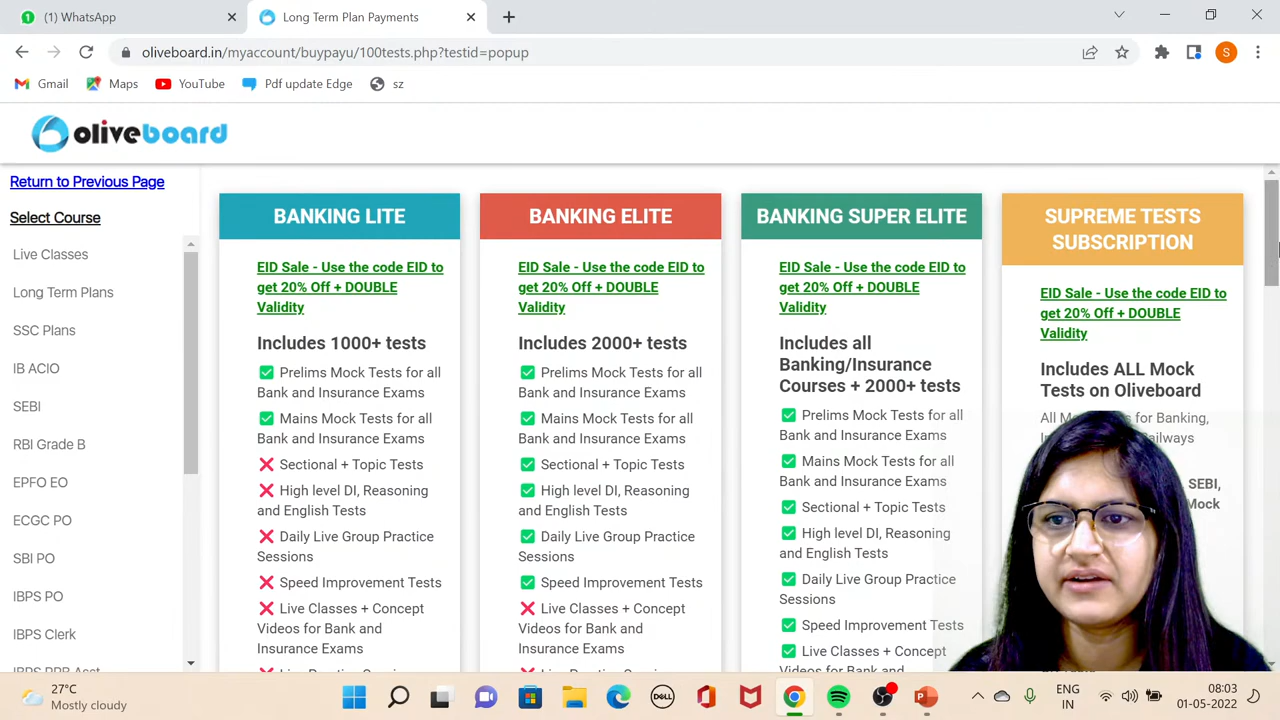 (1) WhatsApp
Long Term Plan Payments
oliveboard.in/myaccount/buypayu/100tests.php?testid=popup
S
Gmail
Maps
YouTube
Pdf update Edge
sz
oliveboard
Return to Previous Page
Select Course
Live Classes
Long Term Plans
SSC Plans
IB ACIO
SEBI
RBI Grade B
EPFO EO
ECGC PO
SBI PO
IBPS PO
IBPS Clerk
IBPS RRB Asst
BANKING LITE
EID Sale - Use the code EID to
get 20% Off + DOUBLE
Validity
Includes 1000+ tests
Prelims Mock Tests for all
Bank and Insurance Exams
Mains Mock Tests for all
Bank and Insurance Exams
Sectional + Topic Tests
High level DI, Reasoning
and English Tests
Daily Live Group Practice
Sessions
Speed Improvement Tests
Live Classes + Concept
Videos for Bank and
Insurance Exams
BANKING ELITE
EID Sale - Use the code EID to
get 20% Off + DOUBLE
Validity
Includes 2000+ tests
Prelims Mock Tests for all
Bank and Insurance Exams
Mains Mock Tests for all
Bank and Insurance Exams
Sectional + Topic Tests
High level DI, Reasoning
and English Tests
Daily Live Group Practice
Sessions
Speed Improvement Tests
Live Classes + Concept
Videos for Bank and
Insurance Exams
BANKING SUPER ELITE
EID Sale - Use the code EID to
get 20% Off + DOUBLE
Validity
Includes all
Banking/Insurance
Courses + 2000+ tests
Prelims Mock Tests for all
Bank and Insurance Exams
Mains Mock Tests for all
Bank and Insurance Exams
Sectional + Topic Tests
High level DI, Reasoning
and English Tests
Daily Live Group Practice
Sessions
Speed Improvement Tests
Live Classes + Concept
Videos for Bank and
SUPREME TESTS
SUBSCRIPTION
EID Sale - Use the code EID to
get 20% Off + DOUBLE
Validity
Includes ALL Mock
Tests on Oliveboard
for Banking,
SEBI,
Mock
27°C
Mostly cloudy
DELL
ENG
IN
08:03
01-05-2022